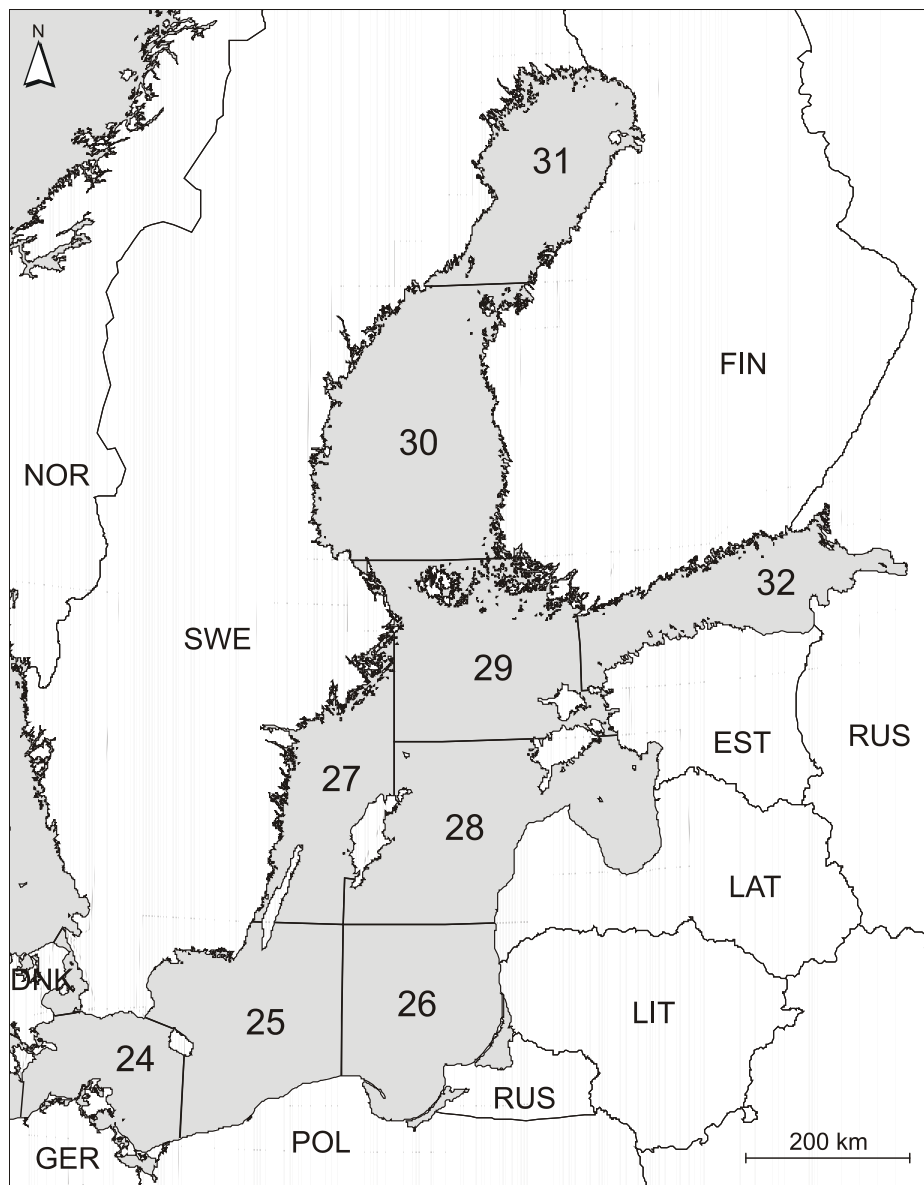 N
31
FIN
30
NOR
32
SWE
29
EST
RUS
27
28
LAT
DNK
25
26
LIT
24
RUS
200 km
POL
GER